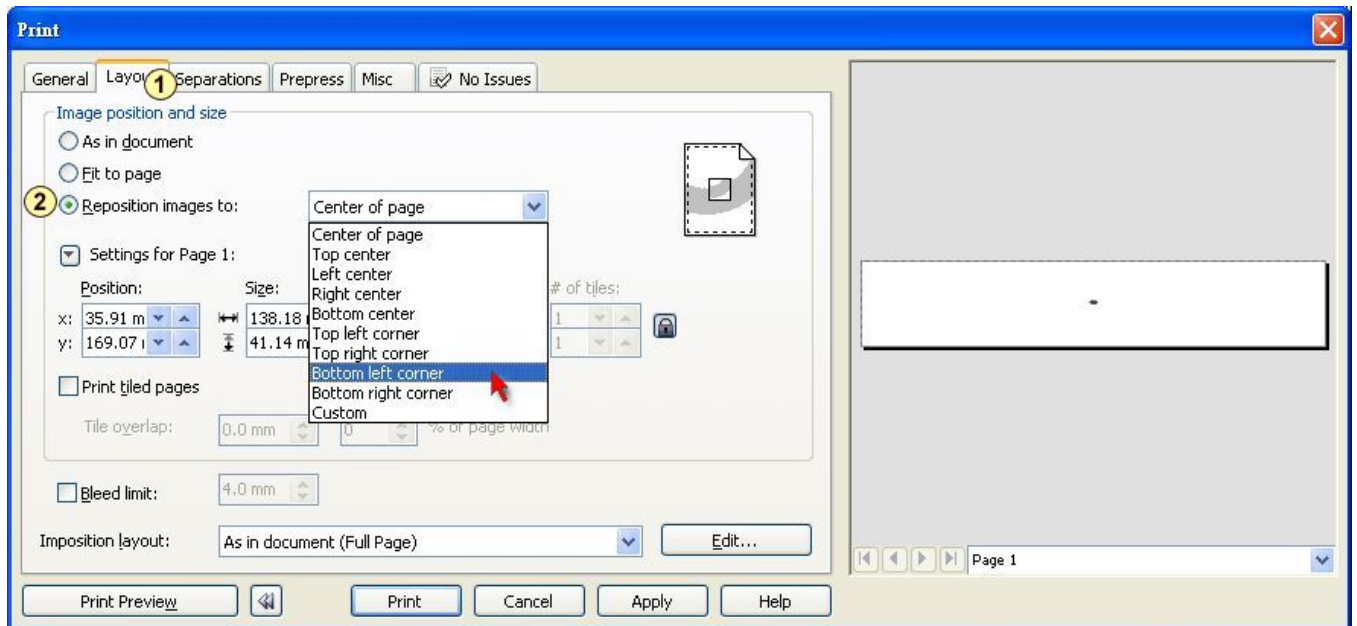 Print
General Layou 1 Separations Prepress Misc No Issues
Image position and size
As in document
Fit to page
2 Reposition images to: Center of page
Center of page
Top center
Left center
Right center
Bottom center
Top left corner
Top right corner
Bottom left corner
Bottom right corner
Custom
Settings for Page 1:
Position: Size: # of tiles:
x: 35.91 m 138.18 1
y: 169.07 41.14 m 1
Print tiled pages
Tile overlap: 0.0 mm 0 % of page width
Bleed limit: 4.0 mm
Imposition layout: As in document (Full Page) Edit...
Page 1
Print Preview Print Cancel Apply Help